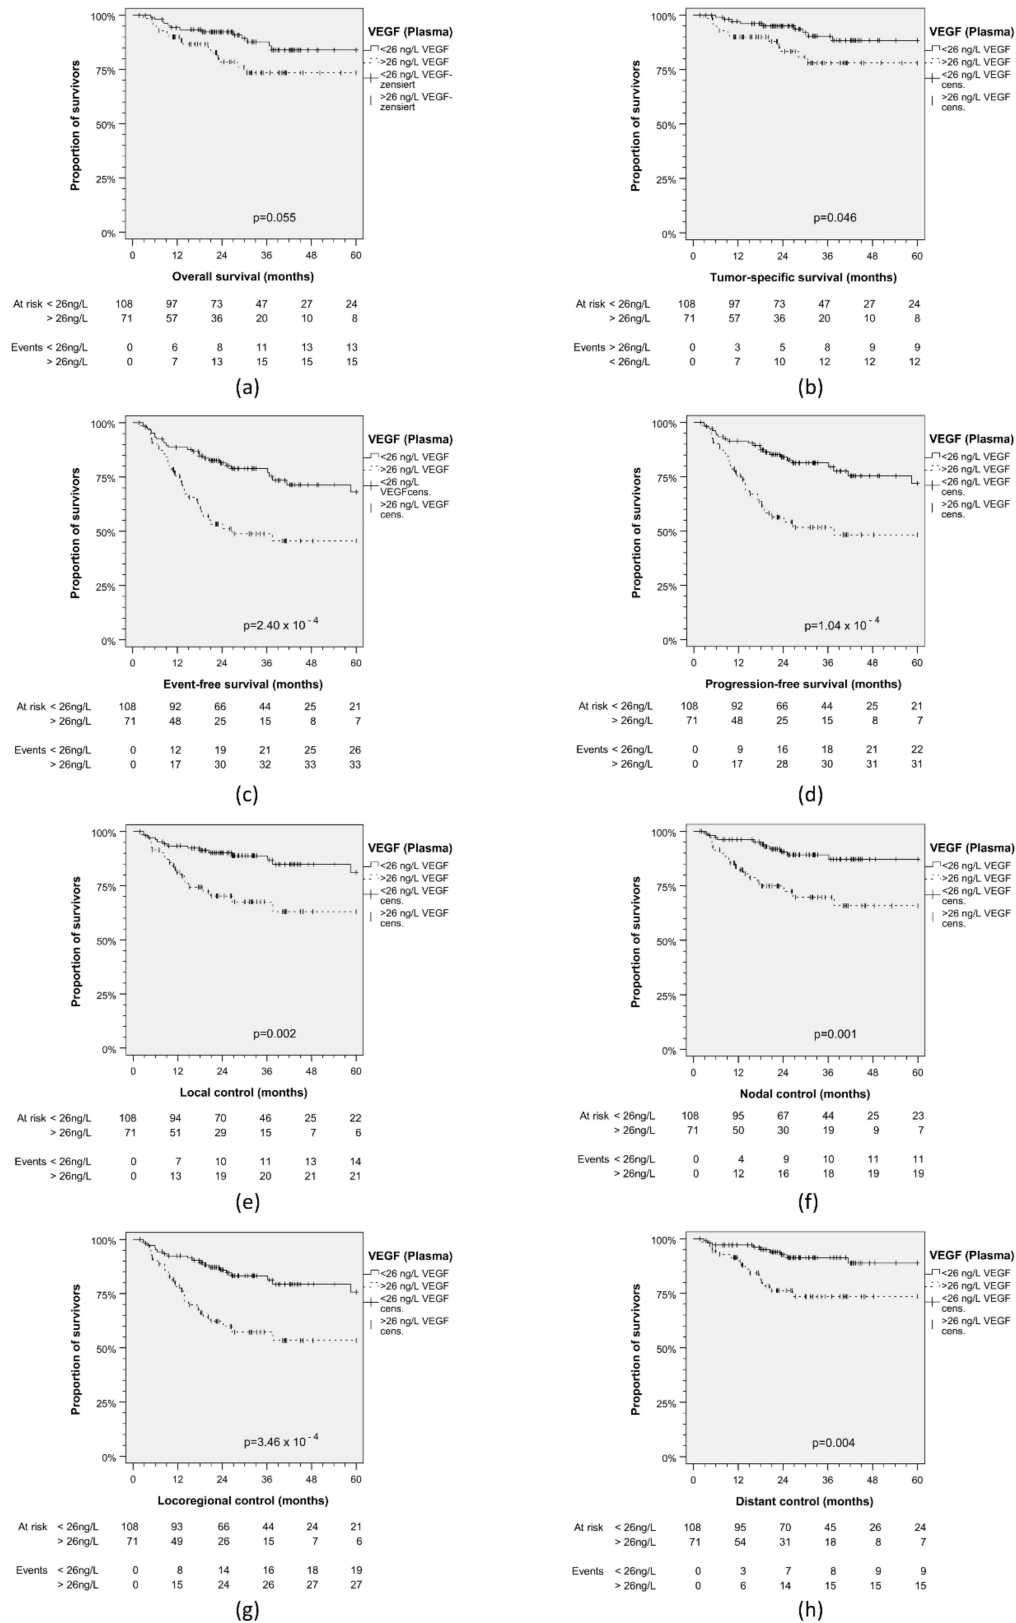 100%
75%
50%
25%
0%
Proportion of survivors
p=0.055
0 12 24 36 48 60
Overall survival (months)
VEGF (Plasma)
<26 ng/L VEGF
>26 ng/L VEGF
<26 ng/L VEGF-
zensiert
>26 ng/L VEGF-
zensiert
At risk < 26ng/L 108 97 73 47 27 24
> 26ng/L 71 57 36 20 10 8
Events < 26ng/L 0 6 8 11 13 13
> 26ng/L 0 7 13 15 15 15
(a)
100%
75%
50%
25%
0%
Proportion of survivors
p=0.046
0 12 24 36 48 60
Tumor-specific survival (months)
VEGF (Plasma)
<26 ng/L VEGF
>26 ng/L VEGF
<26 ng/L VEGF
cens.
>26 ng/L VEGF
cens.
At risk < 26ng/L 108 97 73 47 27 24
> 26ng/L 71 57 36 20 10 8
Events > 26ng/L 0 3 5 8 9 9
< 26ng/L 0 7 10 12 12 12
(b)
100%
75%
50%
25%
0%
Proportion of survivors
p=2.40 x 10 -4
0 12 24 36 48 60
Event-free survival (months)
VEGF (Plasma)
<26 ng/L VEGF
>26 ng/L VEGF
<26 ng/L
VEGFcens.
>26 ng/L VEGF
cens.
At risk < 26ng/L 108 92 66 44 25 21
> 26ng/L 71 48 25 15 8 7
Events < 26ng/L 0 12 19 21 25 26
> 26ng/L 0 17 30 32 33 33
(c)
100%
75%
50%
25%
0%
Proportion of survivors
p=1.04 x 10 -4
0 12 24 36 48 60
Progression-free survival (months)
VEGF (Plasma)
<26 ng/L VEGF
>26 ng/L VEGF
<26 ng/L VEGF
cens.
>26 ng/L VEGF
cens.
At risk < 26ng/L 108 92 66 44 25 21
> 26ng/L 71 48 25 15 8 7
Events < 26ng/L 0 9 16 18 21 22
> 26ng/L 0 17 28 30 31 31
(d)
100%
75%
50%
25%
0%
Proportion of survivors
p=0.002
0 12 24 36 48 60
Local control (months)
VEGF (Plasma)
<26 ng/L VEGF
>26 ng/L VEGF
<26 ng/L VEGF
cens.
>26 ng/L VEGF
cens.
At risk < 26ng/L 108 94 70 46 25 22
> 26ng/L 71 51 29 15 7 6
Events < 26ng/L 0 7 10 11 13 14
> 26ng/L 0 13 19 20 21 21
(e)
100%
75%
50%
25%
0%
Proportion of survivors
p=0.001
0 12 24 36 48 60
Nodal control (months)
VEGF (Plasma)
<26 ng/L VEGF
>26 ng/L VEGF
<26 ng/L VEGF
cens.
>26 ng/L VEGF
cens.
At risk < 26ng/L 108 95 67 44 25 23
> 26ng/L 71 50 30 19 9 7
Events < 26ng/L 0 4 9 10 11 11
> 26ng/L 0 12 16 18 19 19
(f)
100%
75%
50%
25%
0%
Proportion of survivors
p=3.46 x 10 -4
0 12 24 36 48 60
Locoregional control (months)
VEGF (Plasma)
<26 ng/L VEGF
>26 ng/L VEGF
<26 ng/L VEGF
cens.
>26 ng/L VEGF
cens.
At risk < 26ng/L 108 93 66 44 24 21
> 26ng/L 71 49 26 15 7 6
Events < 26ng/L 0 8 14 16 18 19
> 26ng/L 0 15 24 26 27 27
(g)
100%
75%
50%
25%
0%
Proportion of survivors
p=0.004
0 12 24 36 48 60
Distant control (months)
VEGF (Plasma)
<26 ng/L VEGF
>26 ng/L VEGF
<26 ng/L VEGF
cens.
>26 ng/L VEGF
cens.
At risk < 26ng/L 108 95 70 45 26 24
> 26ng/L 71 54 31 18 8 7
Events < 26ng/L 0 3 7 8 9 9
> 26ng/L 0 6 14 15 15 15
(h)